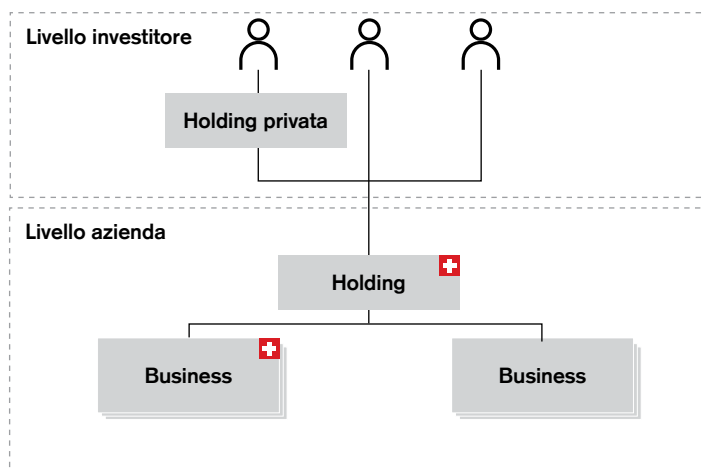 Livello investitore
Holding privata
Livello azienda
Holding
Business
Business